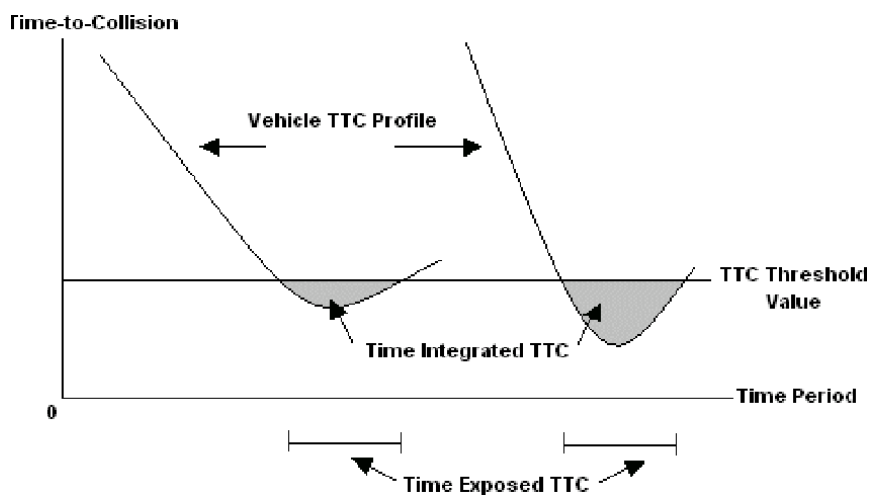 Time-to-Collision
Vehicle TTC Profile
TTC Threshold
Value
Time Integrated TTC
Time Period
0
Time Exposed TTC